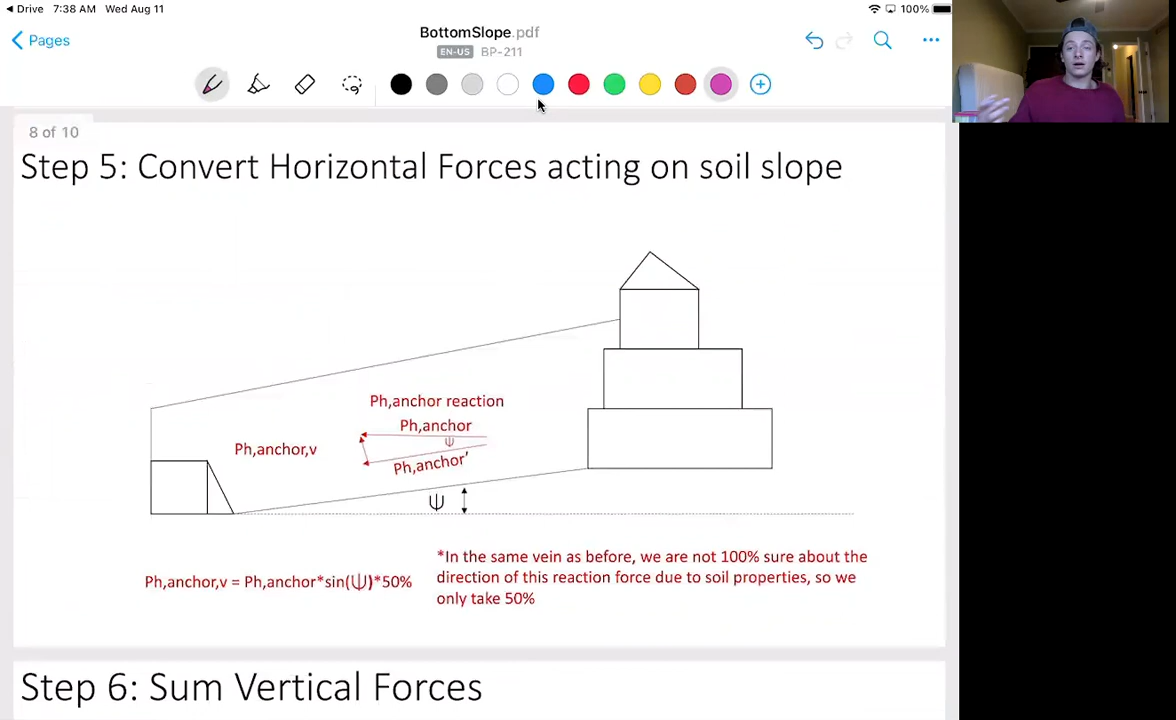 Drive 7:38 AM Wed Aug 11
100%
Pages
BottomSlope.pdf
EN-US BP-211
8 of 10
Step 5: Convert Horizontal Forces acting on soil slope
Ph,anchor reaction
Ph,anchor
Ψ
Ph,anchor,v
Ph,anchor'
Ψ
Ph,anchor,v = Ph,anchor*sin(Ψ)*50%
*In the same vein as before, we are not 100% sure about the
direction of this reaction force due to soil properties, so we
only take 50%
Step 6: Sum Vertical Forces